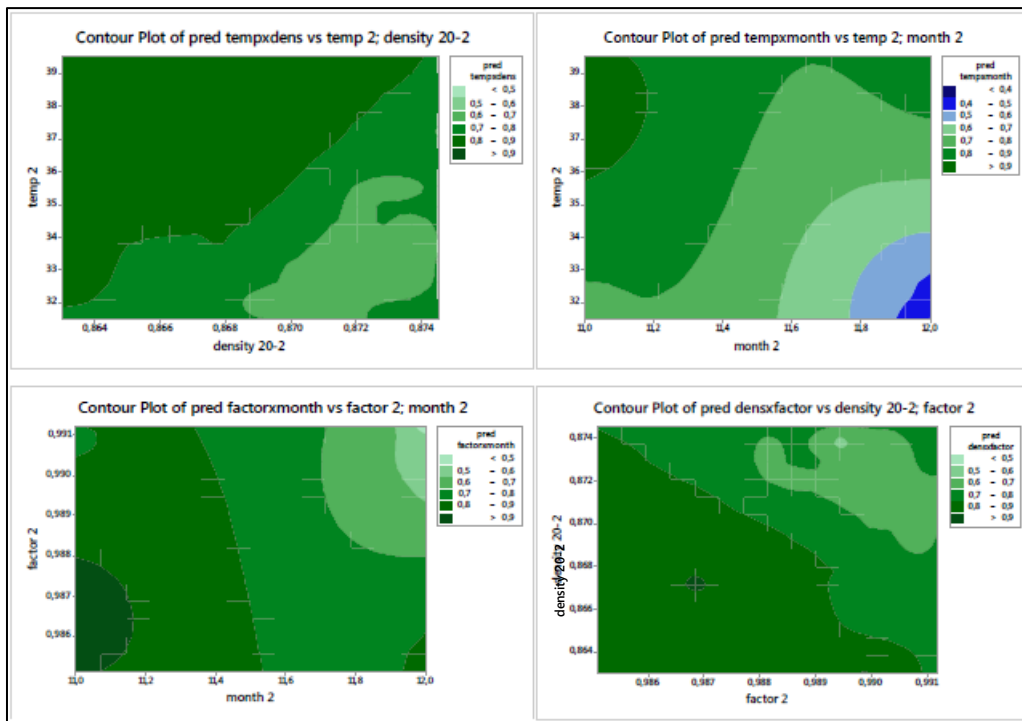 Contour Plot of pred tempxdens vs temp 2; density 20-2
pred
tempxdens
< 0,5
0,5 – 0,6
0,6 – 0,7
0,7 – 0,8
0,8 – 0,9
> 0,9
temp 2
39
38
37
36
35
34
33
32
0,864
0,866
0,868
0,870
0,872
0,874
density 20-2
Contour Plot of pred tempxmonth vs temp 2; month 2
pred
tempxmonth
< 0,4
0,4 – 0,5
0,5 – 0,6
0,6 – 0,7
0,7 – 0,8
0,8 – 0,9
> 0,9
temp 2
39
38
37
36
35
34
33
32
11,0
11,2
11,4
11,6
11,8
12,0
month 2
Contour Plot of pred factorxmonth vs factor 2; month 2
pred
factorxmonth
< 0,5
0,5 – 0,6
0,6 – 0,7
0,7 – 0,8
0,8 – 0,9
> 0,9
factor 2
0,991
0,990
0,989
0,988
0,987
0,986
11,0
11,2
11,4
11,6
11,8
12,0
month 2
Contour Plot of pred densxfactor vs density 20-2; factor 2
pred
densxfactor
< 0,5
0,5 – 0,6
0,6 – 0,7
0,7 – 0,8
0,8 – 0,9
> 0,9
density 20-2
0,874
0,872
0,870
0,868
0,866
0,864
0,986
0,987
0,988
0,989
0,990
0,991
factor 2